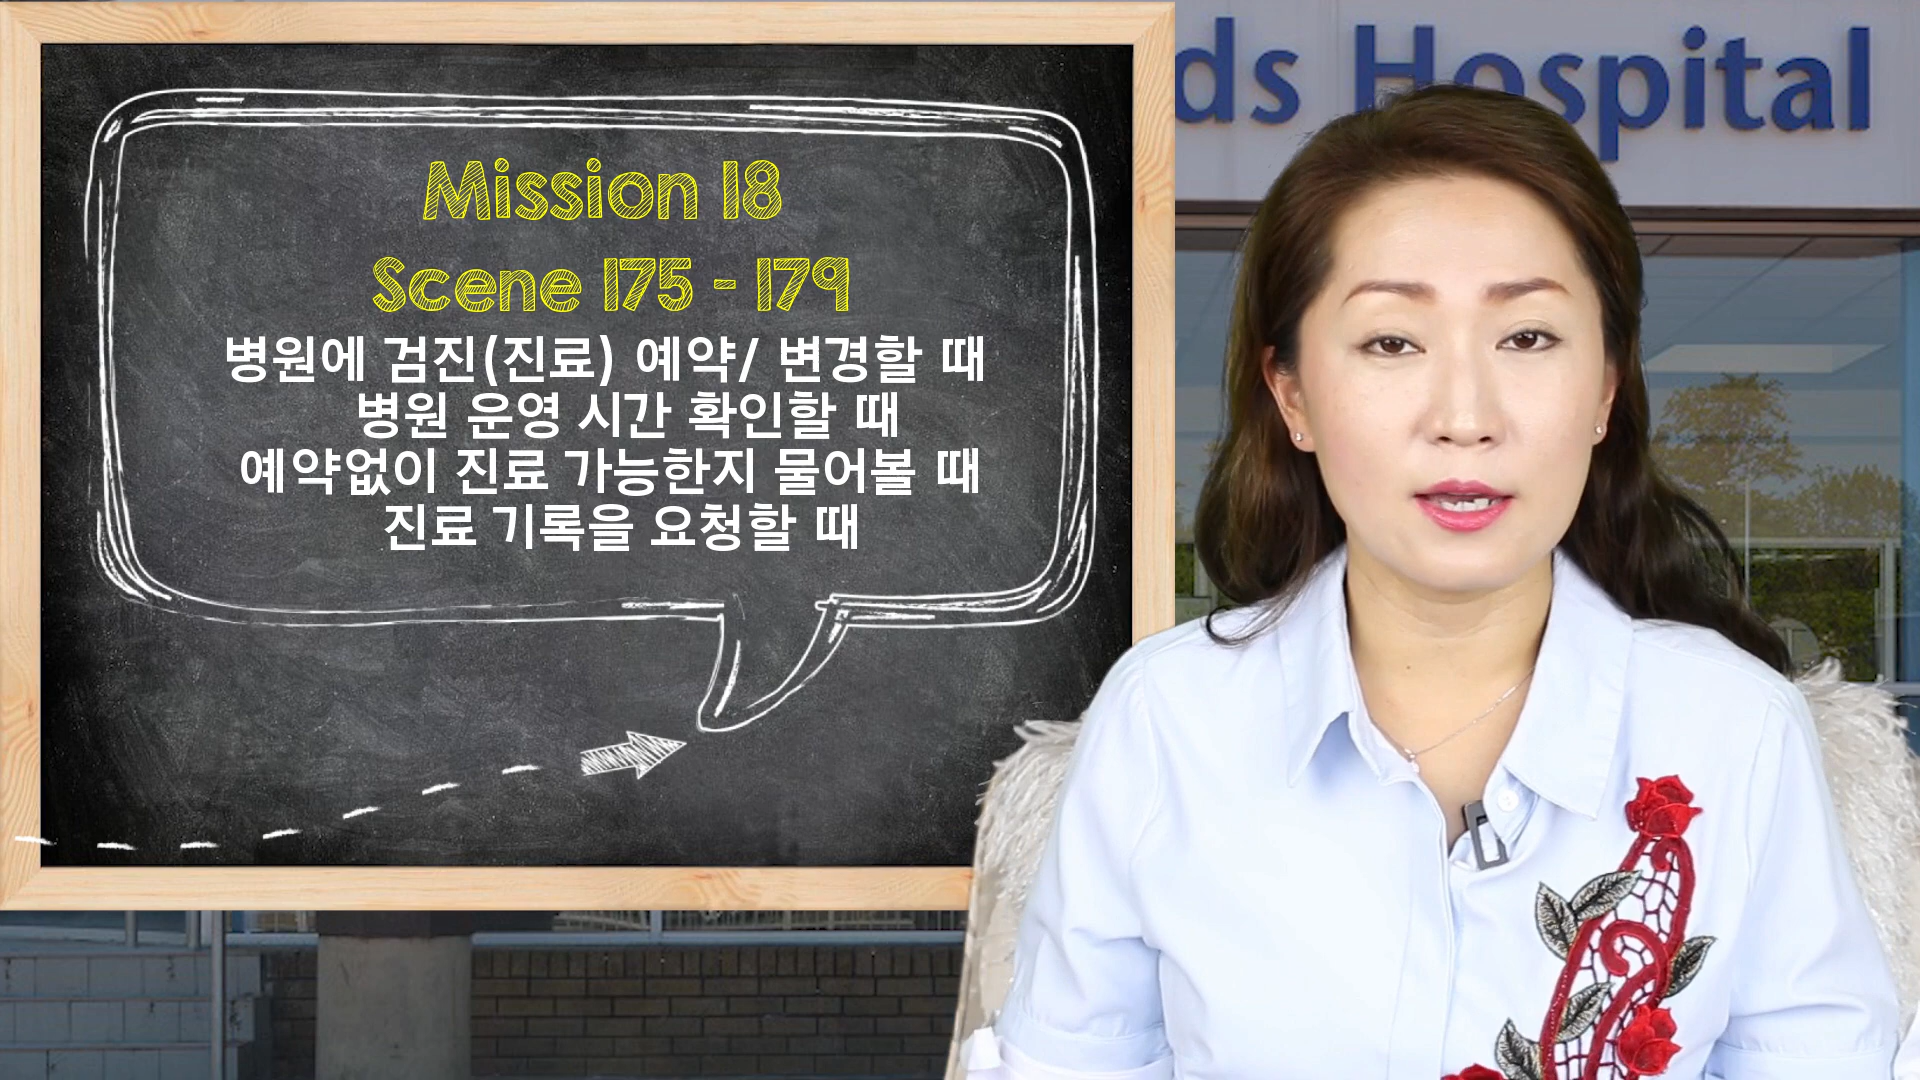 Mission 18
Scene 175 - 179
병원에 검진(진료) 예약/ 변경할 때
병원 운영 시간 확인할 때
예약없이 진료 가능한지 물어볼 때
진료 기록을 요청할 때
ds Hospital